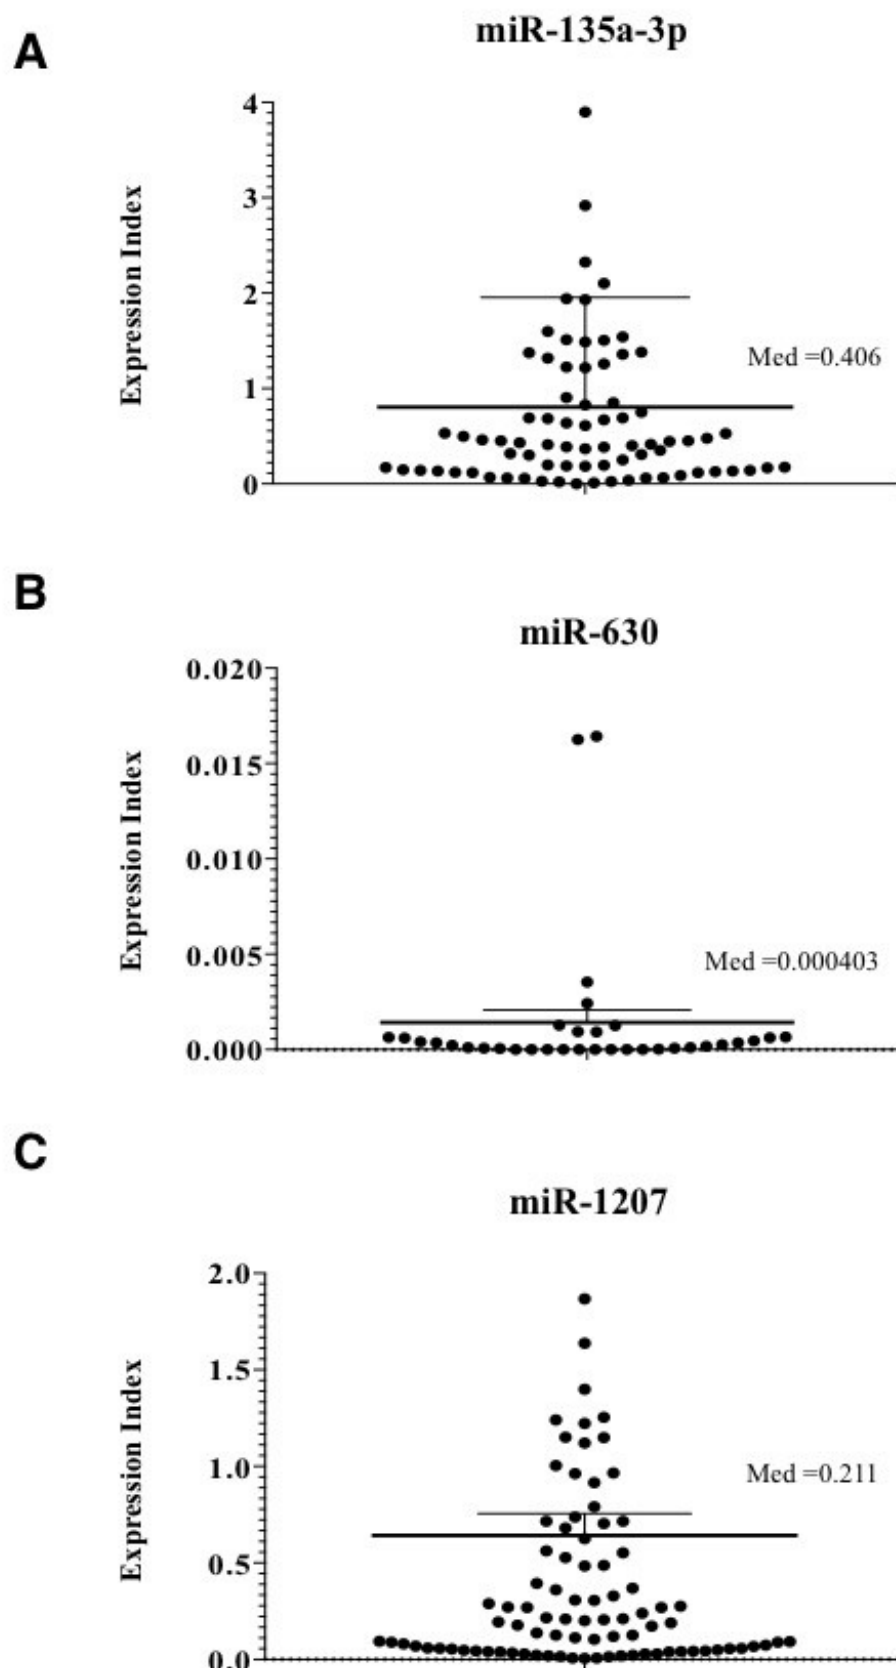 A
miR-135a-3p
Expression Index
4
3
2
1
0
Med =0.406
B
miR-630
Expression Index
0.020
0.015
0.010
0.005
0.000
Med =0.000403
C
miR-1207
Expression Index
2.0
1.5
1.0
0.5
0.0
Med =0.211